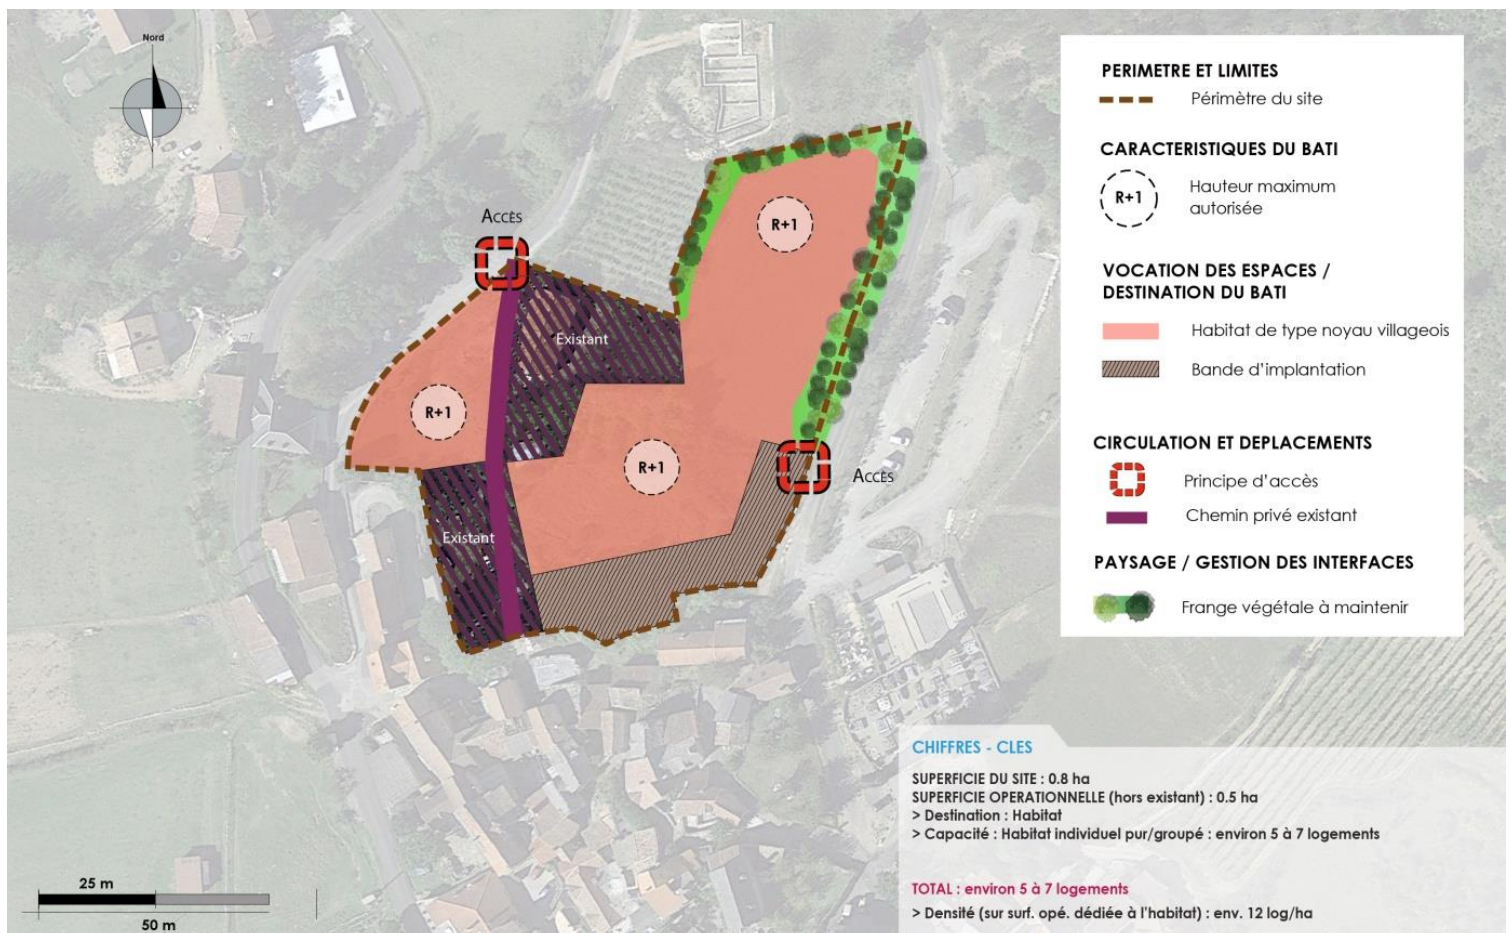 Nord
ACCÈS
R+1
Existant
R+1
R+1
ACCÈS
Existant
25 m
50 m
PERIMETRE ET LIMITES
Périmètre du site
CARACTERISTIQUES DU BATI
R+1
Hauteur maximum
autorisée
VOCATION DES ESPACES /
DESTINATION DU BATI
Habitat de type noyau villageois
Bande d'implantation
CIRCULATION ET DEPLACEMENTS
Principe d'accès
Chemin privé existant
PAYSAGE / GESTION DES INTERFACES
Frange végétale à maintenir
CHIFFRES - CLES
SUPERFICIE DU SITE : 0.8 ha
SUPERFICIE OPERATIONNELLE (hors existant) : 0.5 ha
> Destination : Habitat
> Capacité : Habitat individuel pur/groupé : environ 5 à 7 logements
TOTAL : environ 5 à 7 logements
> Densité (sur surf. opé. dédiée à l'habitat) : env. 12 log/ha